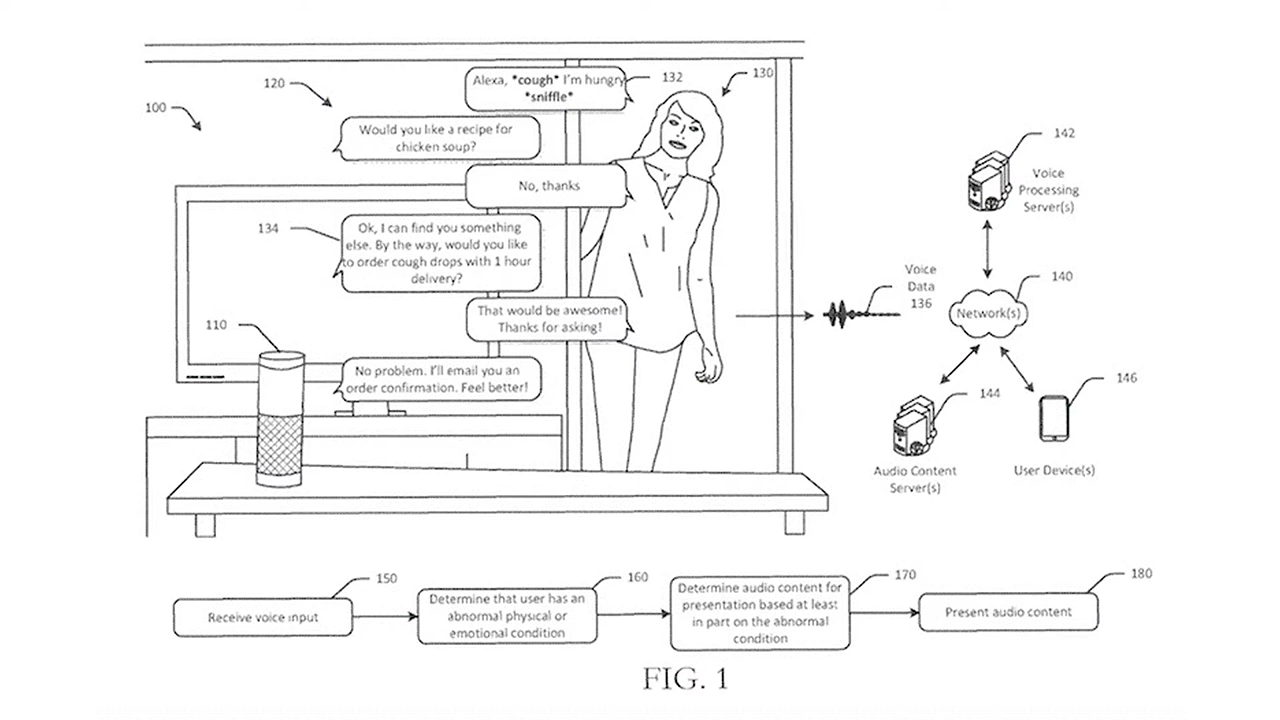 120
100
Alexa, *cough* I'm hungry
*sniffle*
132
130
Would you like a recipe for
chicken soup?
No, thanks
134
Ok, I can find you something
else. By the way, would you like
to order cough drops with 1 hour
delivery?
That would be awesome!
Thanks for asking!
110
No problem. I'll email you an
order confirmation. Feel better!
142
Voice
Processing
Server(s)
Voice
Data
136
140
Network(s)
144
Audio Content
Server(s)
146
User Device(s)
150
Receive voice input
160
Determine that user has an
abnormal physical or
emotional condition
170
Determine audio content for
presentation based at least
in part on the abnormal
condition
180
Present audio content
FIG. 1